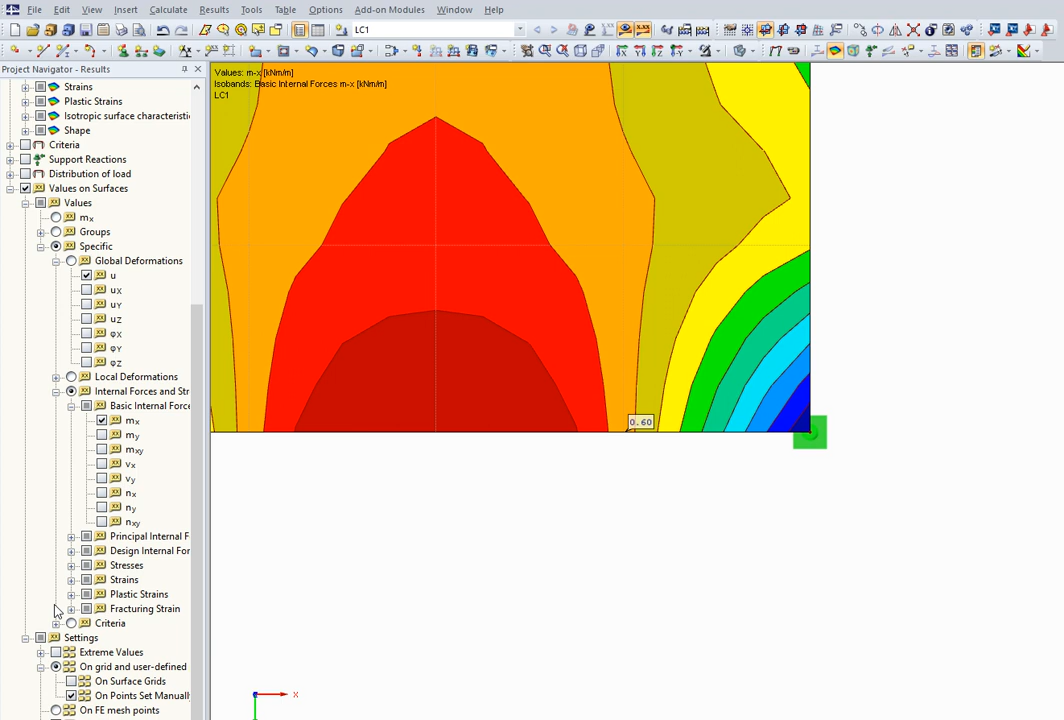 File Edit View Insert Calculate Results Tools Table Options Add-on Modules Window Help
LC1
Project Navigator - Results
Strains
Plastic Strains
Isotropic surface characteristi
Shape
Criteria
Support Reactions
Distribution of load
Values on Surfaces
Values
mx
Groups
Specific
Global Deformations
u
uX
uY
uZ
φX
φY
φZ
Local Deformations
Internal Forces and Str
Basic Internal Force
mx
my
mxy
vx
vy
nx
ny
nxy
Principal Internal F
Design Internal For
Stresses
Strains
Plastic Strains
Fracturing Strain
Criteria
Settings
Extreme Values
On grid and user-defined
On Surface Grids
On Points Set Manuall
On FE mesh points
Values: m-x [kNm/m]
Isobands: Basic Internal Forces m-x [kNm/m]
LC1
0.60
X